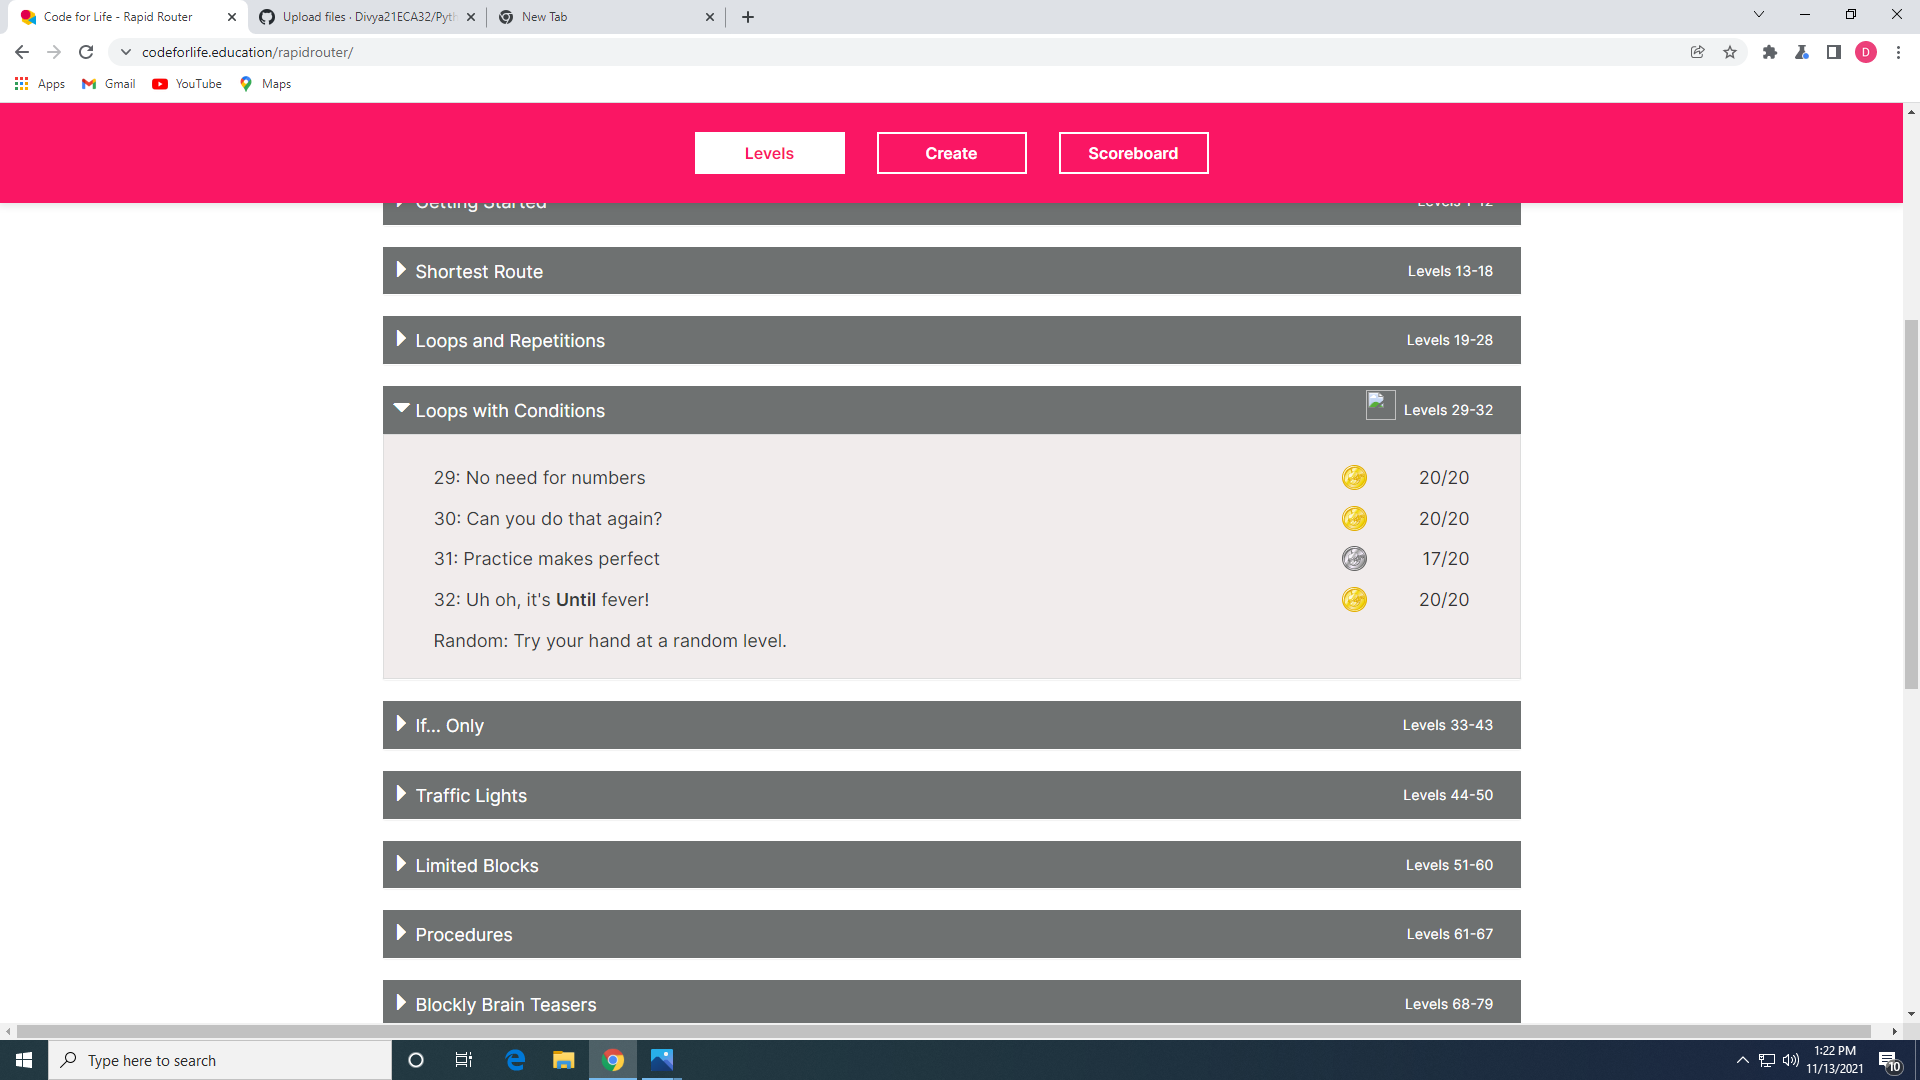 Code for Life - Rapid Router
Upload files · Divya21ECA32/Pyth
New Tab
codeforlife.education/rapidrouter/
D
Apps
Gmail
YouTube
Maps
Levels
Create
Scoreboard
Getting Started
Levels 1-12
Shortest Route
Levels 13-18
Loops and Repetitions
Levels 19-28
Loops with Conditions
Levels 29-32
29: No need for numbers
20/20
30: Can you do that again?
20/20
31: Practice makes perfect
17/20
32: Uh oh, it's Until fever!
20/20
Random: Try your hand at a random level.
If... Only
Levels 33-43
Traffic Lights
Levels 44-50
Limited Blocks
Levels 51-60
Procedures
Levels 61-67
Blockly Brain Teasers
Levels 68-79
Type here to search
1:22 PM
11/13/2021
10